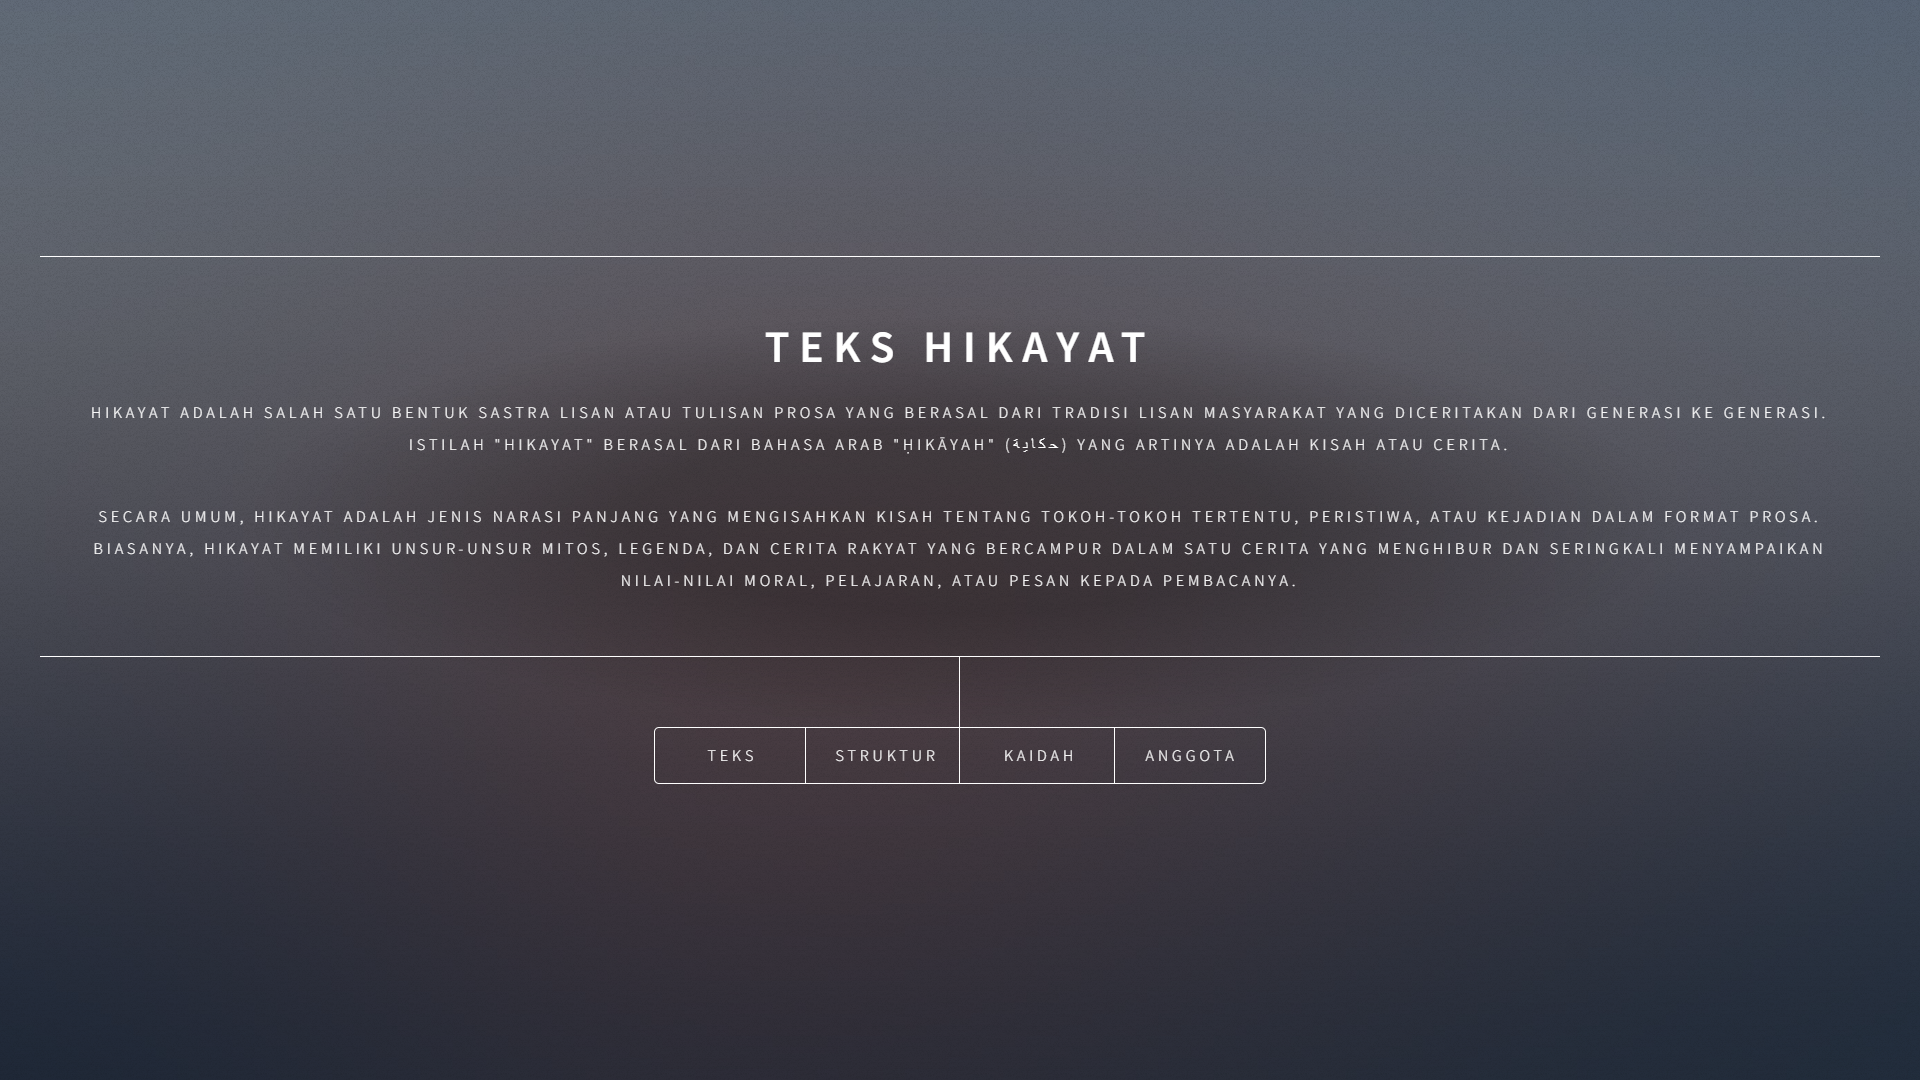 TEKS HIKAYAT
HIKAYAT ADALAH SALAH SATU BENTUK SASTRA LISAN ATAU TULISAN PROSA YANG BERASAL DARI TRADISI LISAN MASYARAKAT YANG DICERITAKAN DARI GENERASI KE GENERASI.
ISTILAH "HIKAYAT" BERASAL DARI BAHASA ARAB "ḤIKĀYAH" (حكايةَ) YANG ARTINYA ADALAH KISAH ATAU CERITA.
SECARA UMUM, HIKAYAT ADALAH JENIS NARASI PANJANG YANG MENGISAHKAN KISAH TENTANG TOKOH-TOKOH TERTENTU, PERISTIWA, ATAU KEJADIAN DALAM FORMAT PROSA.
BIASANYA, HIKAYAT MEMILIKI UNSUR-UNSUR MITOS, LEGENDA, DAN CERITA RAKYAT YANG BERCAMPUR DALAM SATU CERITA YANG MENGHIBUR DAN SERINGKALI MENYAMPAIKAN
NILAI-NILAI MORAL, PELAJARAN, ATAU PESAN KEPADA PEMBACANYA.
TEKS
STRUKTUR
KAIDAH
ANGGOTA